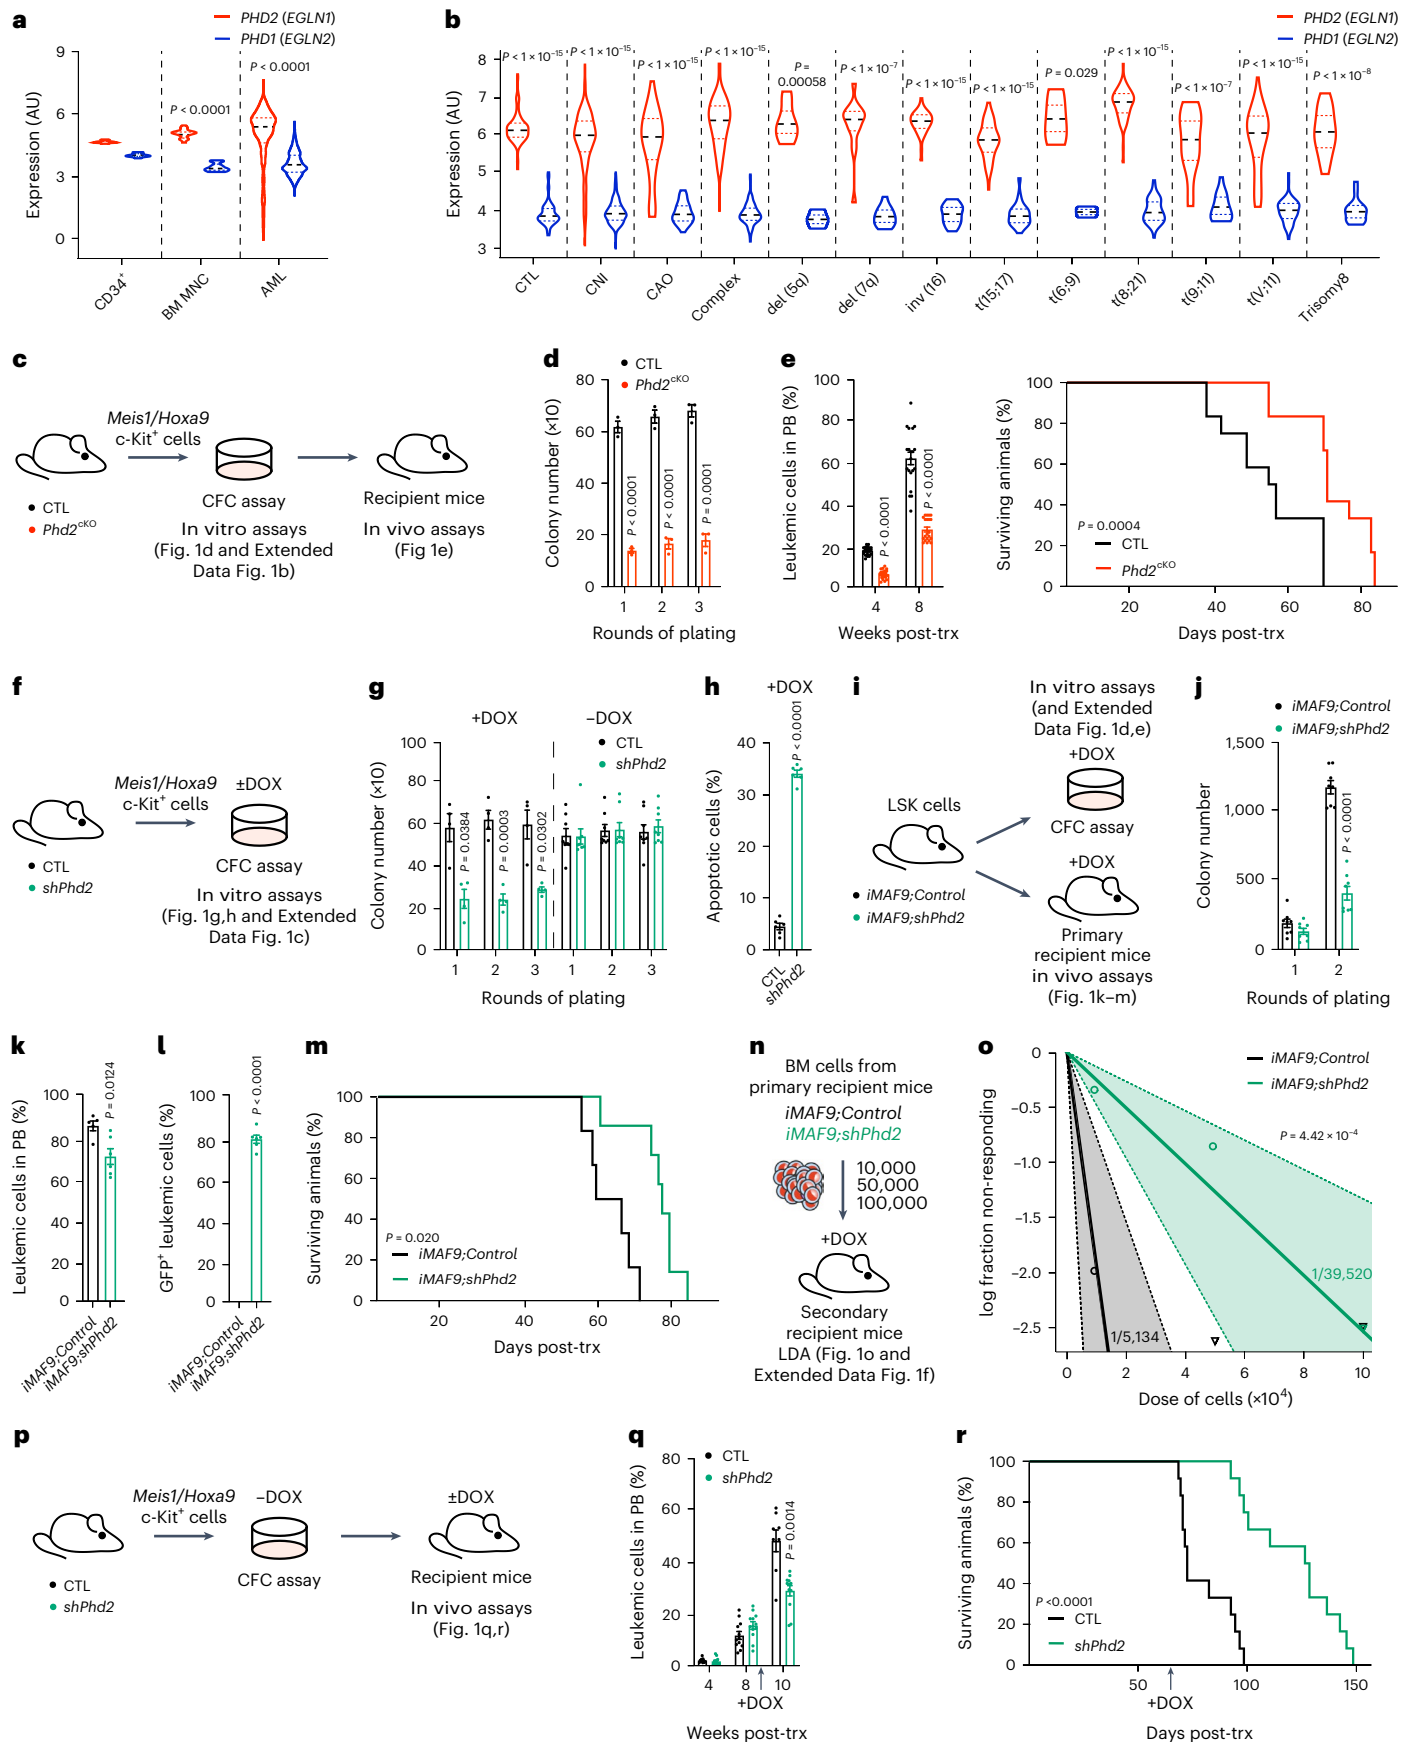 a
PHD2 (EGLN1)
PHD1 (EGLN2)
Expression (AU)
9
6
3
0
P < 0.0001
P < 0.0001
CD34+
BM MNC
AML
b
PHD2 (EGLN1)
PHD1 (EGLN2)
Expression (AU)
8
7
6
5
4
3
P < 1 × 10−15
P < 1 × 10−15
P < 1 × 10−15
P < 1 × 10−15
P =
0.00058
P < 1 × 10−7
P < 1 × 10−15
P < 1 × 10−15
P = 0.029
P < 1 × 10−15
P < 1 × 10−7
P < 1 × 10−15
P < 1 × 10−8
CTL
CNI
CAO
Complex
del (5q)
del (7q)
inv (16)
t(15;17)
t(6;9)
t(8;21)
t(9;11)
t(V;11)
Trisomy8
c
Meis1/Hoxa9
c-Kit+ cells
CTL
Phd2cKO
CFC assay
In vitro assays
(Fig. 1d and Extended
Data Fig. 1b)
Recipient mice
In vivo assays
(Fig 1e)
d
CTL
Phd2cKO
Colony number (×10)
80
60
40
20
0
P < 0.0001
P < 0.0001
P = 0.0001
1 2 3
Rounds of plating
e
Leukemic cells in PB (%)
100
80
60
40
20
0
P < 0.0001
P < 0.0001
4 8
Weeks post-trx
Surviving animals (%)
100
80
60
40
20
0
P = 0.0004
CTL
Phd2cKO
20 40 60 80
Days post-trx
f
Meis1/Hoxa9
c-Kit+ cells
±DOX
CTL
shPhd2
CFC assay
In vitro assays
(Fig. 1g,h and Extended
Data Fig. 1c)
g
+DOX
−DOX
CTL
shPhd2
Colony number (×10)
100
80
60
40
20
0
P = 0.0384
P = 0.0003
P = 0.0302
1 2 3 1 2 3
Rounds of plating
h
+DOX
Apoptotic cells (%)
40
30
20
10
0
P < 0.0001
CTL
shPhd2
i
In vitro assays
(and Extended
Data Fig. 1d,e)
+DOX
LSK cells
CFC assay
+DOX
iMAF9;Control
iMAF9;shPhd2
Primary
recipient mice
in vivo assays
(Fig. 1k–m)
j
iMAF9;Control
iMAF9;shPhd2
Colony number
1,500
1,000
500
0
P < 0.0001
1 2
Rounds of plating
k
Leukemic cells in PB (%)
100
80
60
40
20
0
P = 0.0124
iMAF9;Control
iMAF9;shPhd2
l
GFP+ leukemic cells (%)
100
80
60
40
20
0
P < 0.0001
iMAF9;Control
iMAF9;shPhd2
m
Surviving animals (%)
100
80
60
40
20
0
P = 0.020
iMAF9;Control
iMAF9;shPhd2
20 40 60 80
Days post-trx
n
BM cells from
primary recipient mice
iMAF9;Control
iMAF9;shPhd2
10,000
50,000
100,000
+DOX
Secondary
recipient mice
LDA (Fig. 1o and
Extended Data Fig. 1f)
o
iMAF9;Control
iMAF9;shPhd2
log fraction non-responding
0
−0.5
−1.0
−1.5
−2.0
−2.5
P = 4.42 × 10−4
1/39,520
1/5,134
0 2 4 6 8 10
Dose of cells (×104)
p
Meis1/Hoxa9
c-Kit+ cells
−DOX
±DOX
CTL
shPhd2
CFC assay
Recipient mice
In vivo assays
(Fig. 1q,r)
q
CTL
shPhd2
Leukemic cells in PB (%)
80
60
40
20
0
P = 0.0014
4 8 10
+DOX
Weeks post-trx
r
Surviving animals (%)
100
80
60
40
20
0
P <0.0001
CTL
shPhd2
50 100 150
+DOX
Days post-trx